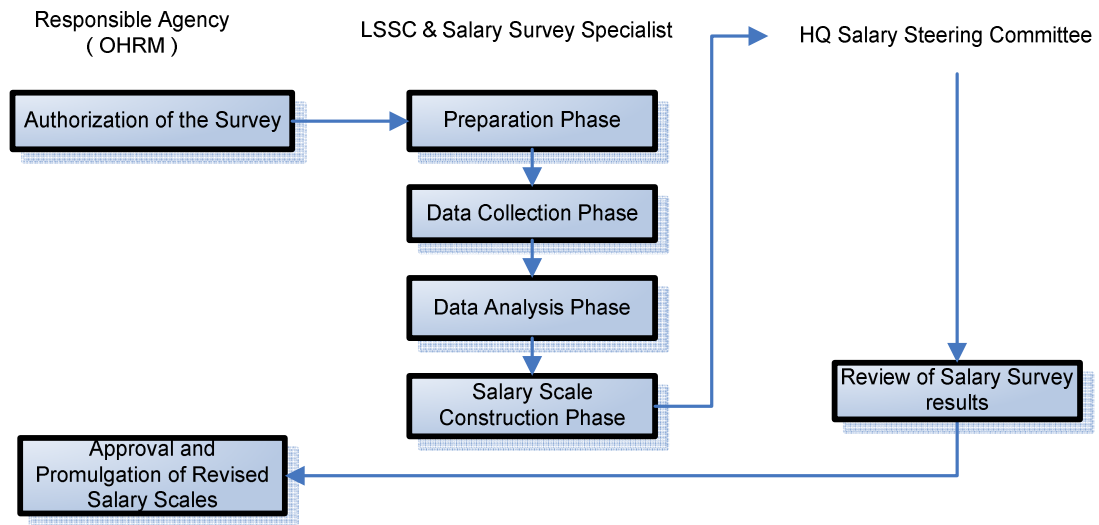 Responsible Agency
( OHRM )
LSSC & Salary Survey Specialist
HQ Salary Steering Committee
Authorization of the Survey
Preparation Phase
Data Collection Phase
Data Analysis Phase
Salary Scale
Construction Phase
Review of Salary Survey
results
Approval and
Promulgation of Revised
Salary Scales